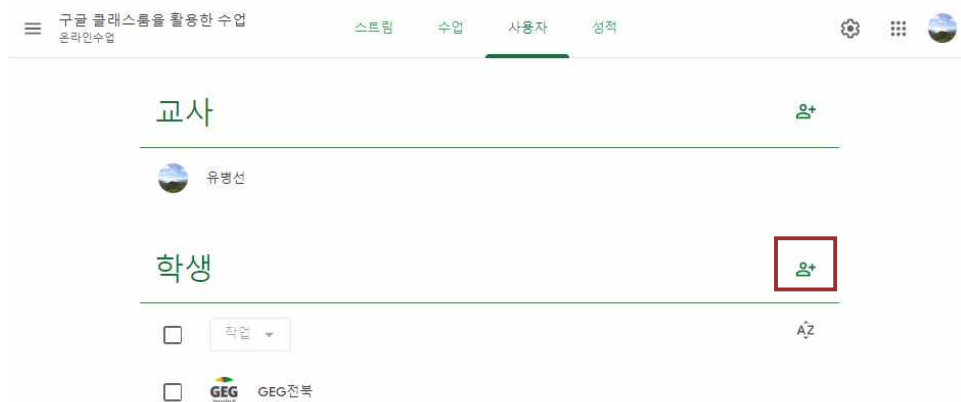 구글 클래스룸을 활용한 수업
온라인수업
스트림 수업 사용자 성적
교사
유병선
학생
작업
AZ
GEG GEG전북